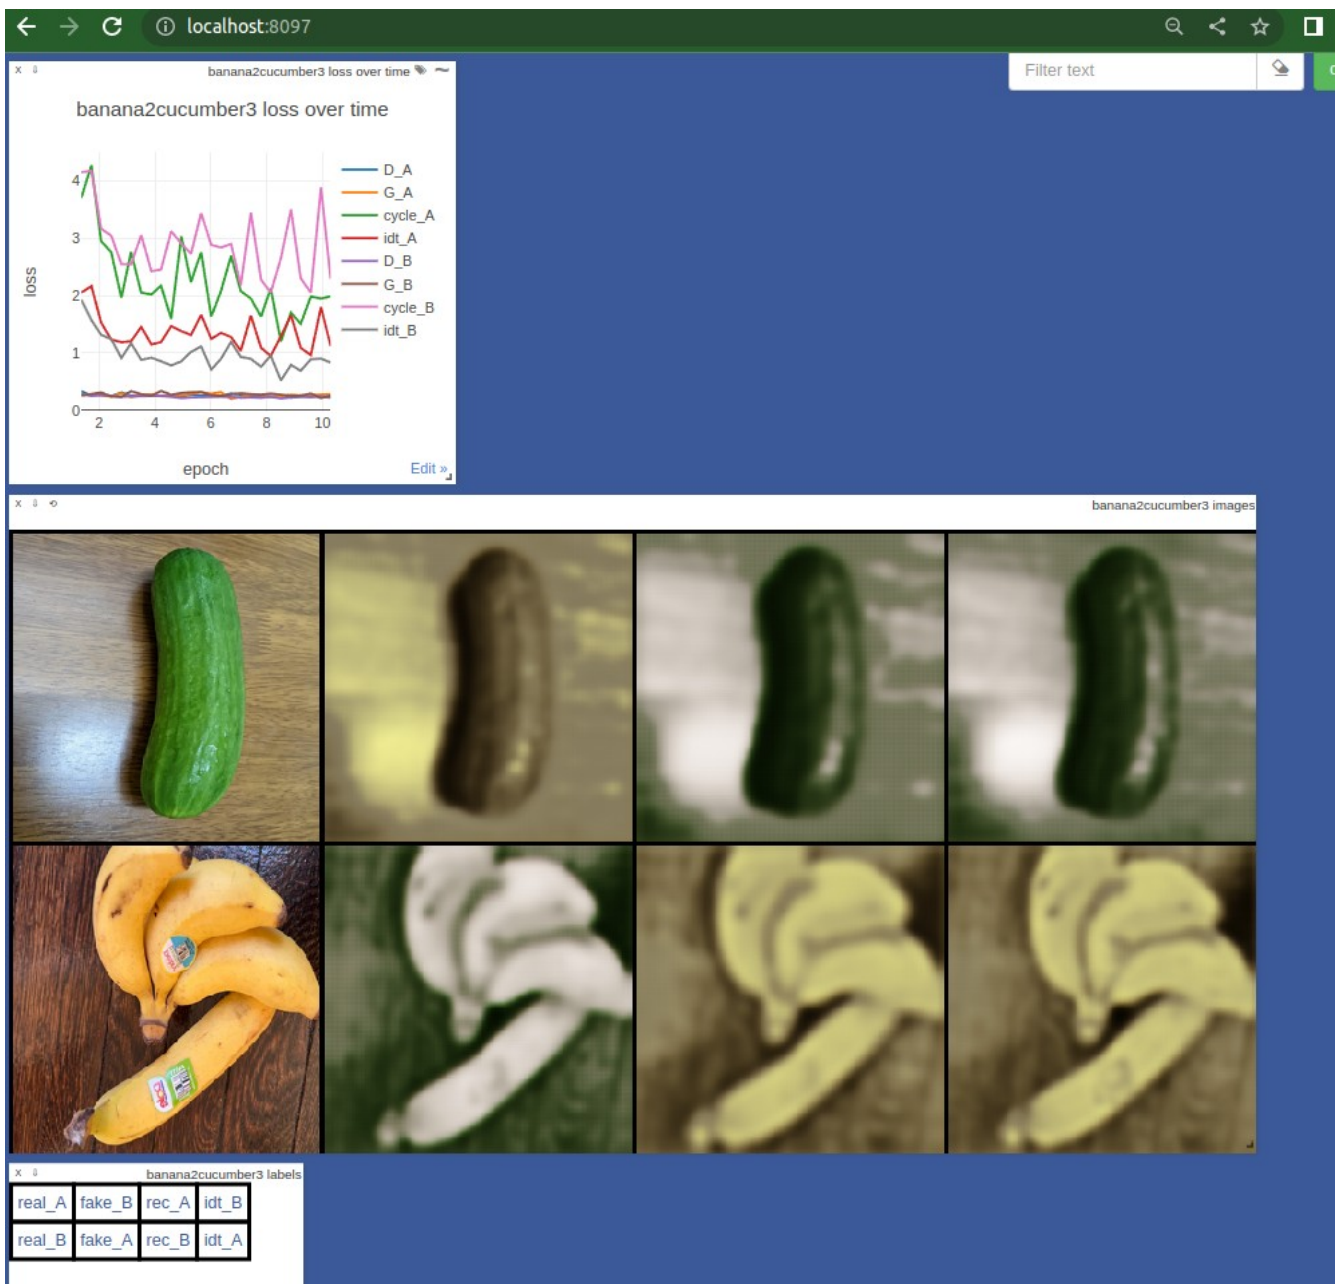 localhost:8097
x banana2cucumber3 loss over time
Filter text
banana2cucumber3 loss over time
4
3
2
1
0
loss
2 4 6 8 10
epoch
D_A
G_A
cycle_A
idt_A
D_B
G_B
cycle_B
idt_B
Edit »
x banana2cucumber3 images
x banana2cucumber3 labels
real_A fake_B rec_A idt_B
real_B fake_A rec_B idt_A